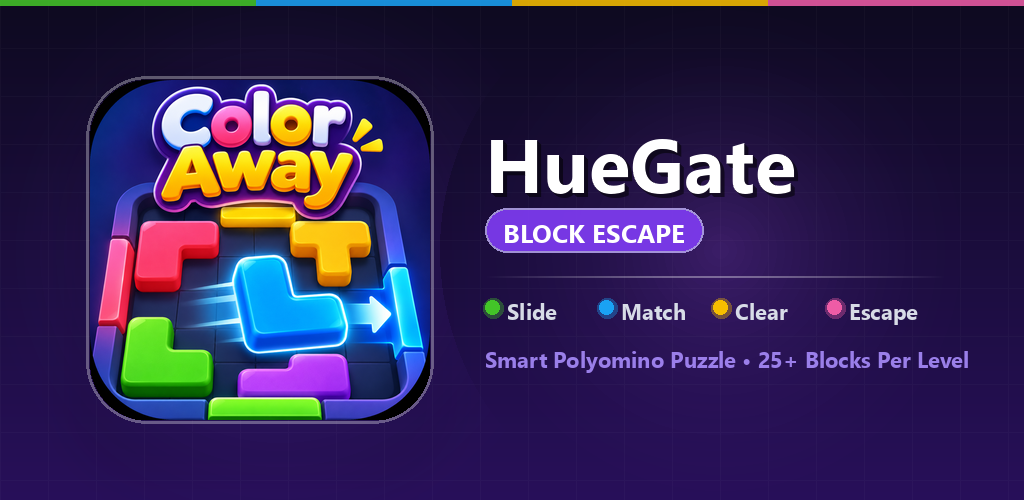 Color
Away
HueGate
BLOCK ESCAPE
Slide Match Clear Escape
Smart Polyomino Puzzle • 25+ Blocks Per Level